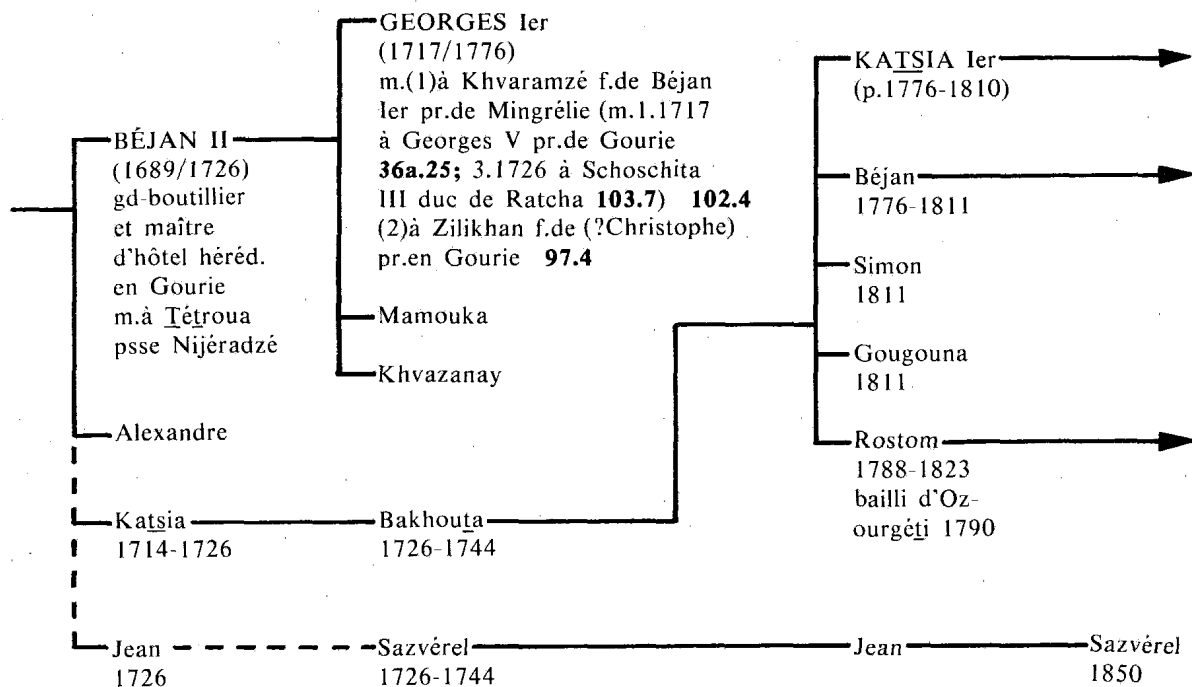 BÉJAN II
(1689/1726)
gd-boutillier
et maître
d'hôtel héréd.
en Gourie
m.à Tétroua
psse Nijéradzé
Alexandre
Katsia
1714-1726
Jean
1726
GEORGES Ier
(1717/1776)
m.(1)à Khvaramzé f.de Béjan
Ier pr.de Mingrélie (m.1.1717
à Georges V pr.de Gourie
36a.25; 3.1726 à Schoschita
III duc de Ratcha 103.7) 102.4
(2)à Zilikhan f.de (?Christophe)
pr.en Gourie 97.4
Mamouka
Khvazanay
Bakhouta
1726-1744
Sazvérel
1726-1744
KATSIA Ier
(p.1776-1810)
Béjan
1776-1811
Simon
1811
Gougouna
1811
Rostom
1788-1823
bailli d'Oz-
ourgéti 1790
Jean
Sazvérel
1850